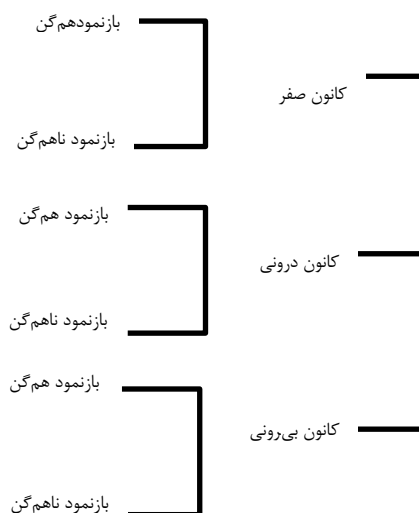 بازنمودهم‌گن
کانون صفر
بازنمود ناهم‌گن
بازنمود هم‌گن
کانون درونی
بازنمود ناهم‌گن
بازنمود هم‌گن
کانون بی‌رونی
بازنمود ناهم‌گن